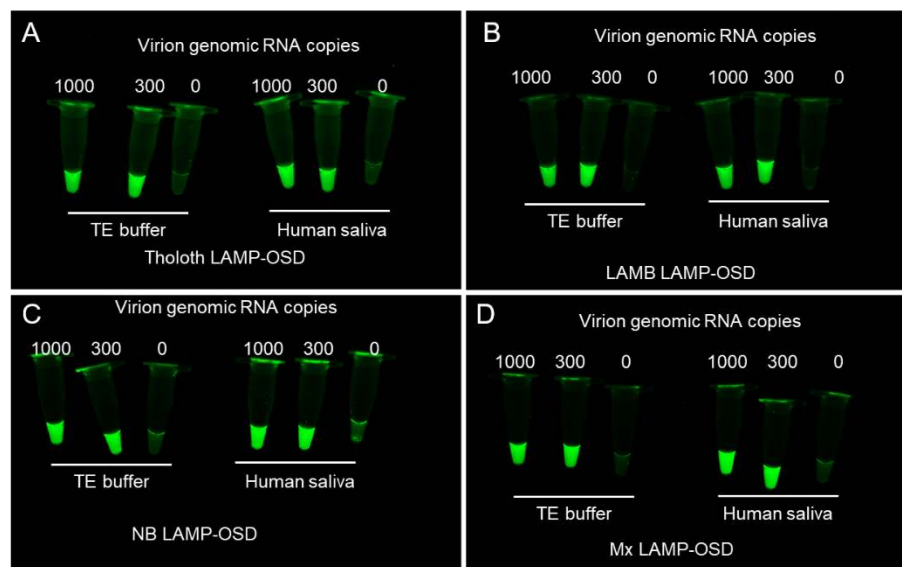 A
Virion genomic RNA copies
1000 300 0 1000 300 0
TE buffer Human saliva
Tholoth LAMP-OSD
B
Virion genomic RNA copies
1000 300 0 1000 300 0
TE buffer Human saliva
LAMB LAMP-OSD
C
Virion genomic RNA copies
1000 300 0 1000 300 0
TE buffer Human saliva
NB LAMP-OSD
D
Virion genomic RNA copies
1000 300 0 1000 300 0
TE buffer Human saliva
Mx LAMP-OSD